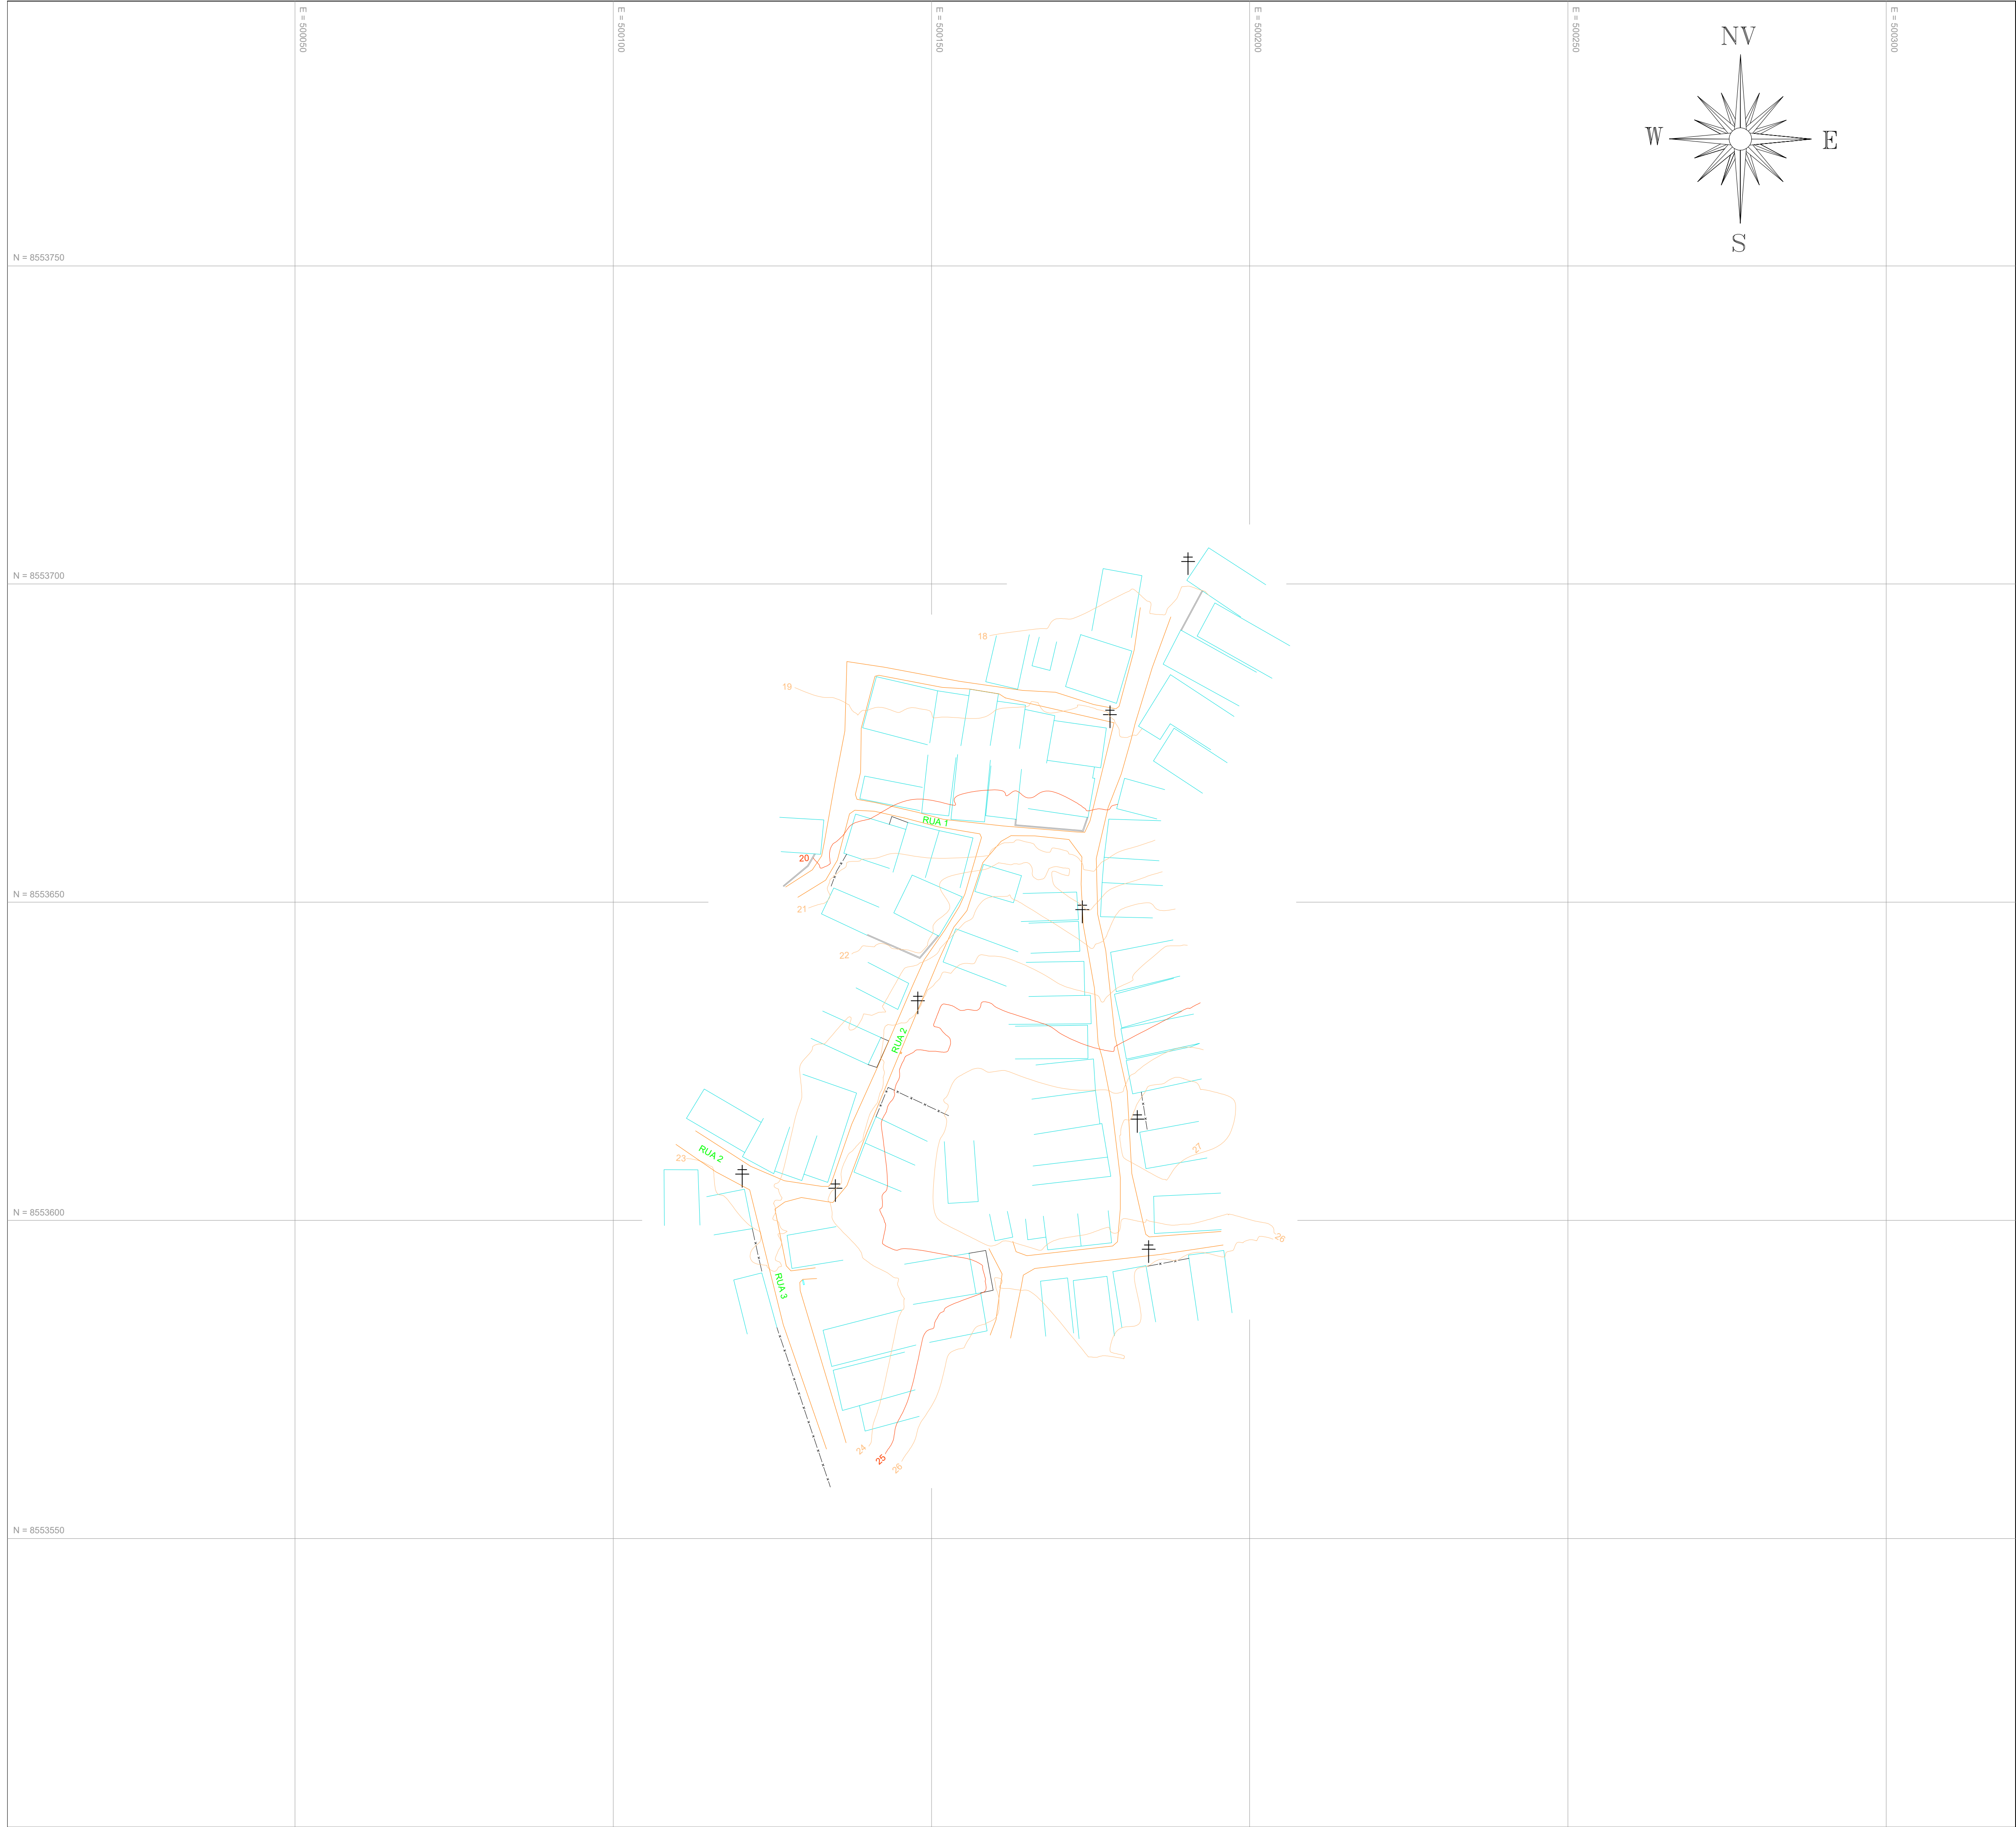 E = 500050
E = 500100
E = 500150
E = 500200
E = 500250
E = 500300
NV
W
E
S
N = 8553750
N = 8553700
18
19
RUA 1
20
N = 8553650
21
22
RUA 2
RUA 2
23
27
N = 8553600
26
RUA 3
24
25
26
N = 8553550